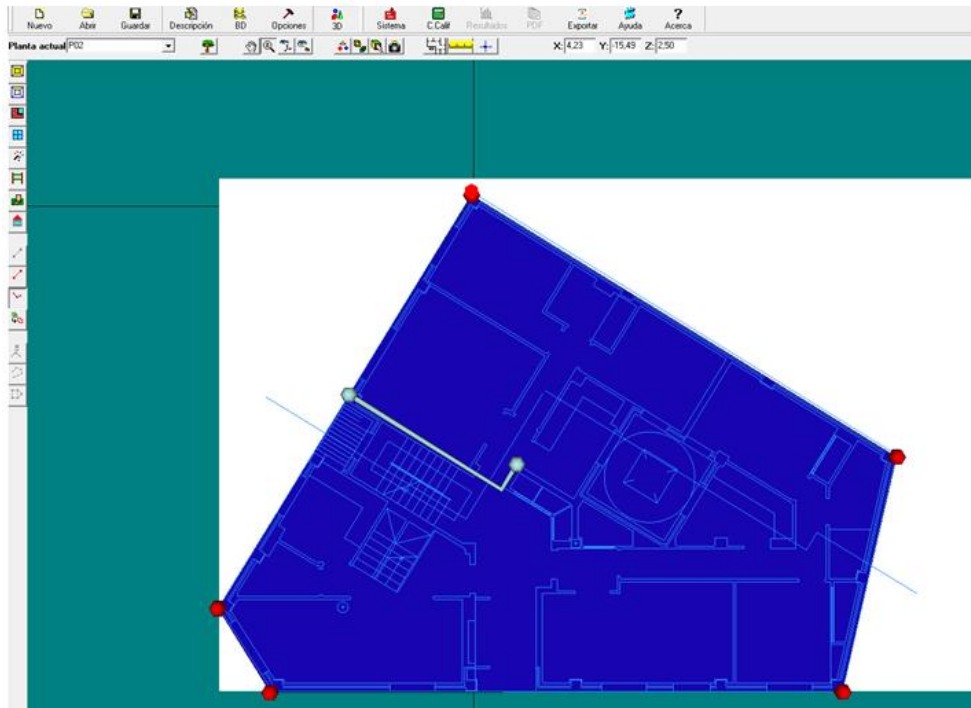 Nuevo Abrir Guardar Descripción BD Opciones 3D Sistema C.Calif Resultados PDF Exportar Ayuda Acerca
Planta actual P02 X: 4,23 Y: -15,49 Z: 2,50